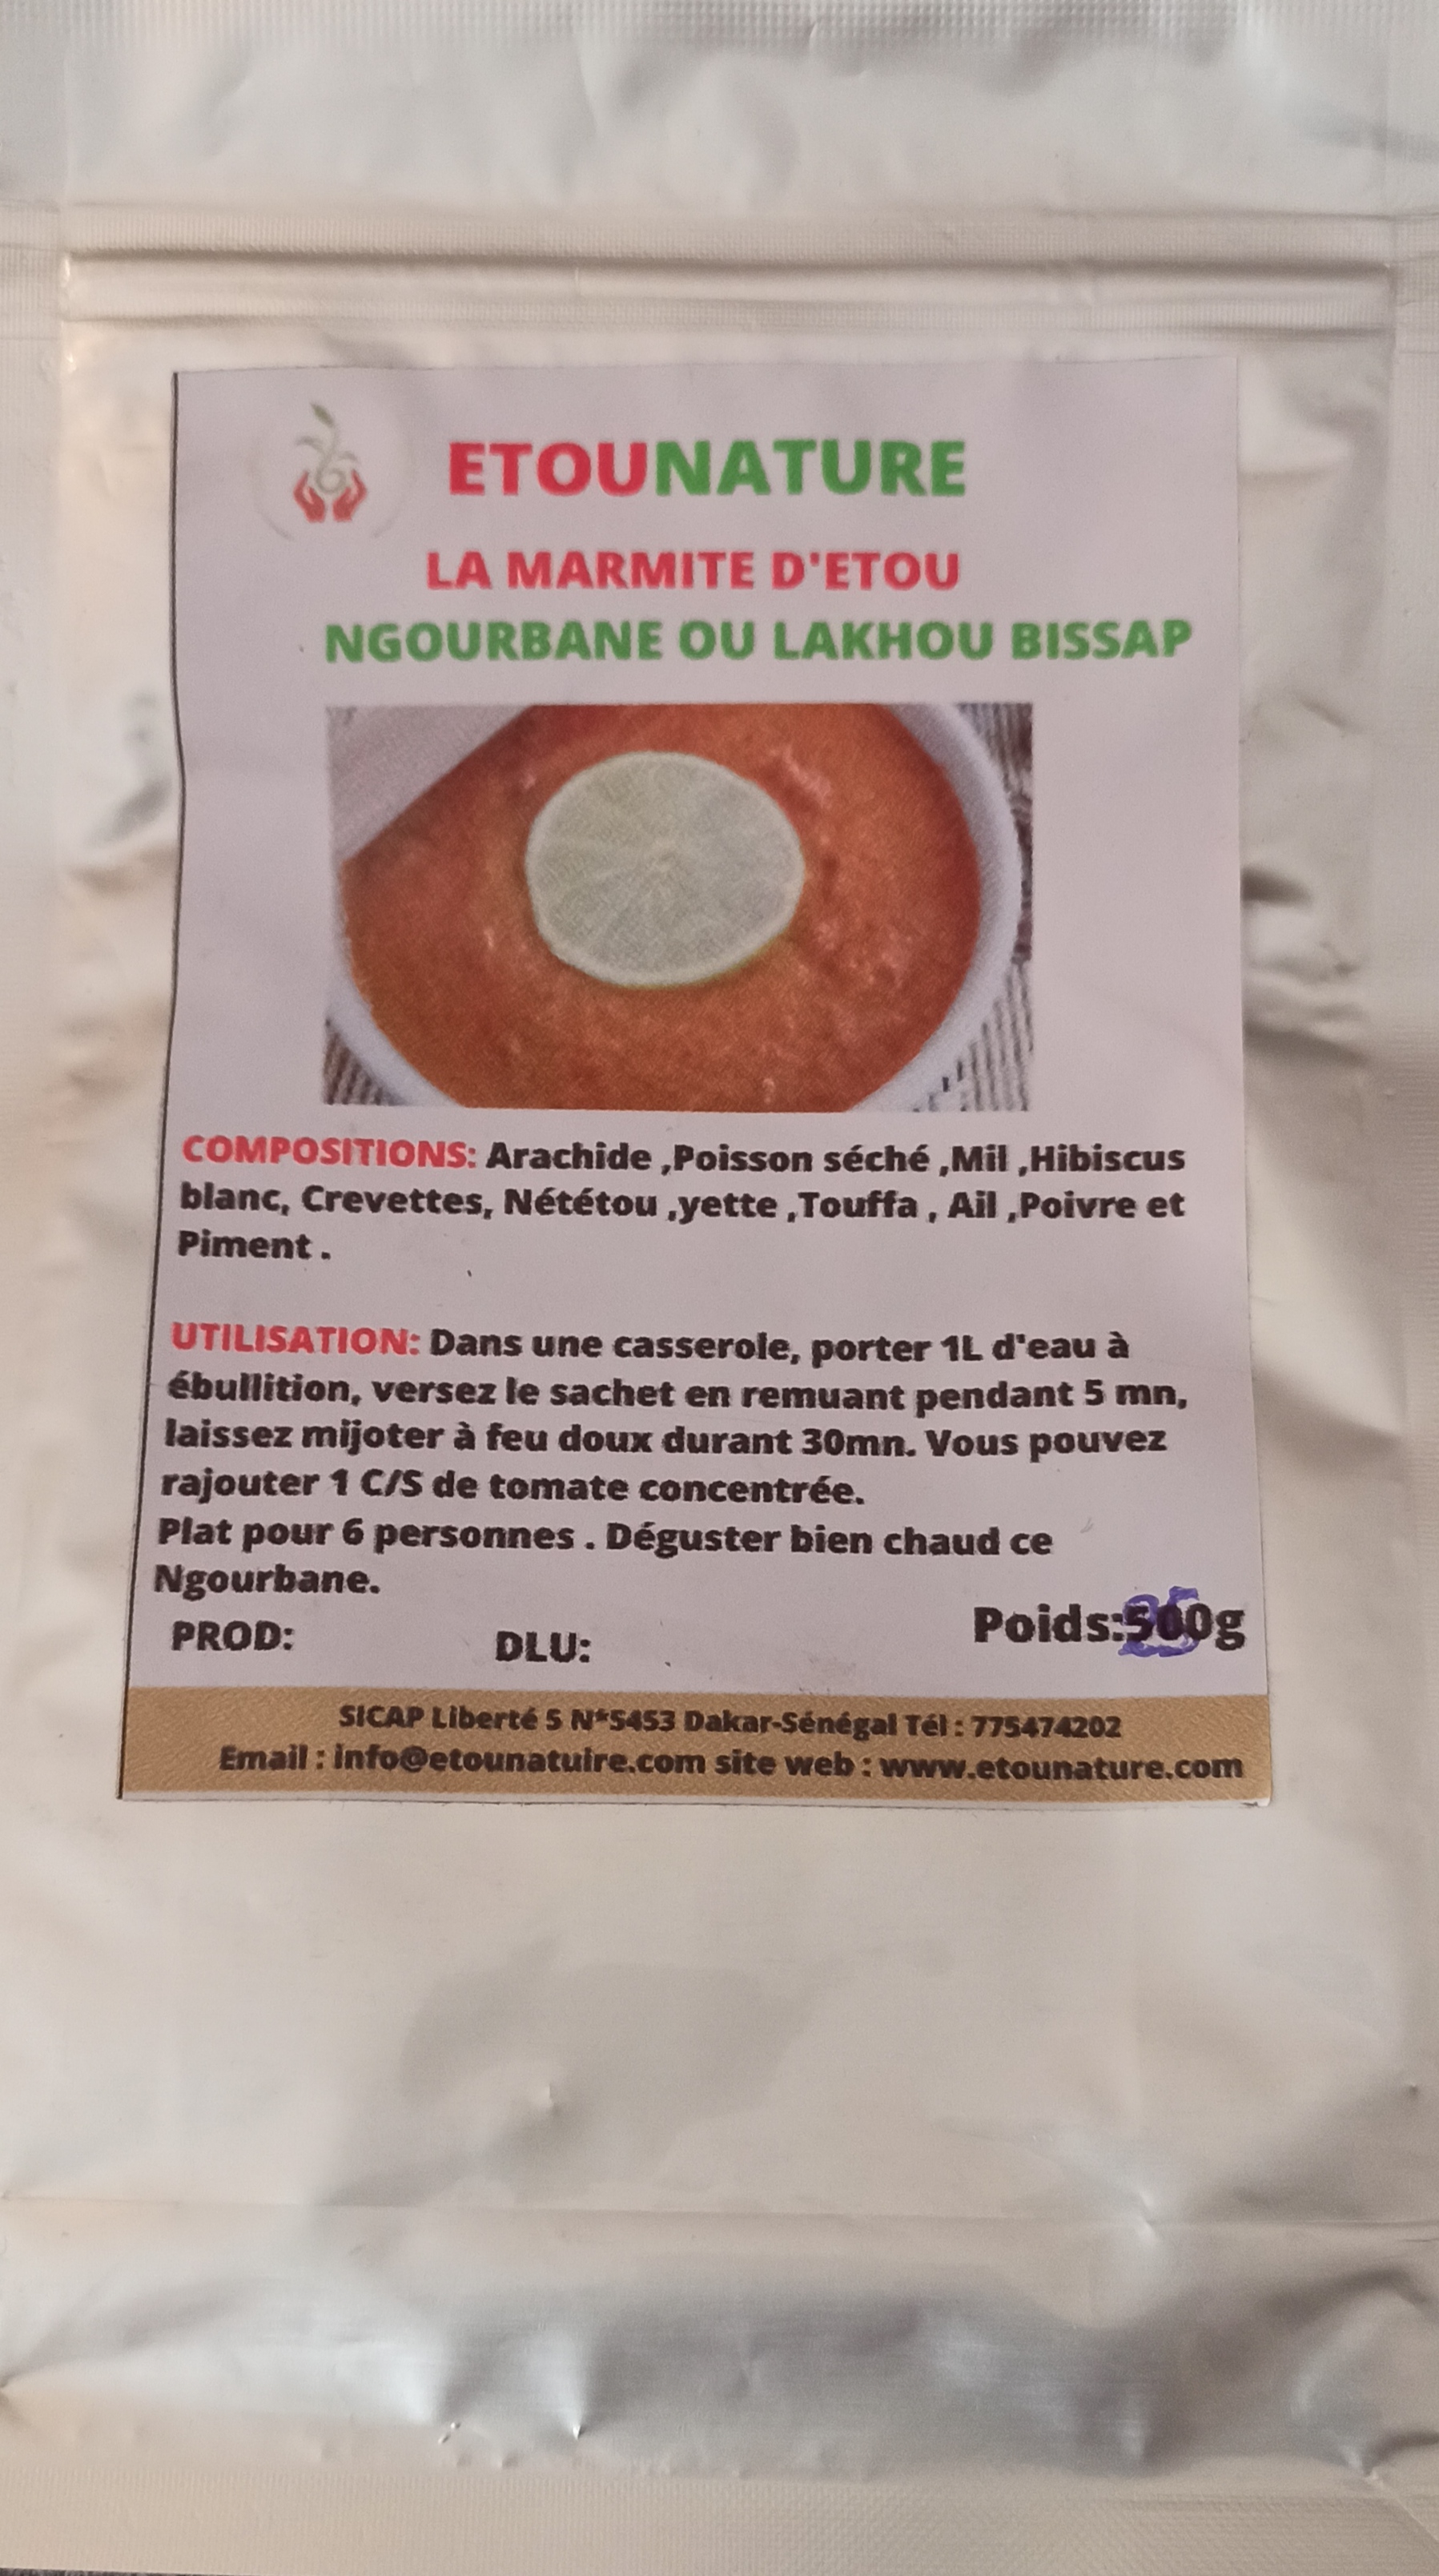 ETOUNATURE
LA MARMITE D'ETOU
NGOURBANE OU LAKHOU BISSAP
COMPOSITIONS: Arachide ,Poisson séché ,Mil ,Hibiscus
blanc, Crevettes, Nététou ,yette ,Touffa , Ail ,Poivre et
Piment .
UTILISATION: Dans une casserole, porter 1L d'eau à
ébullition, versez le sachet en remuant pendant 5 mn,
laissez mijoter à feu doux durant 30mn. Vous pouvez
rajouter 1 C/S de tomate concentrée.
Plat pour 6 personnes . Déguster bien chaud ce
Ngourbane.
PROD: DLU: Poids:500g
SICAP Liberté 5 N*5453 Dakar-Sénégal Tél : 775474202
Email : info@etounatuire.com site web : www.etounature.com